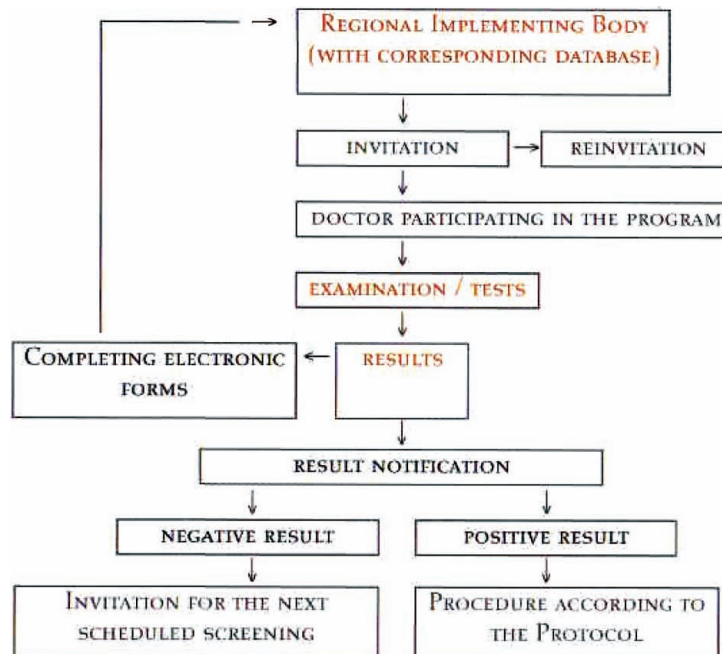 REGIONAL IMPLEMENTING BODY
(WITH CORRESPONDING DATABASE)
INVITATION
REINVITATION
DOCTOR PARTICIPATING IN THE PROGRAM
EXAMINATION / TESTS
COMPLETING ELECTRONIC
FORMS
RESULTS
RESULT NOTIFICATION
NEGATIVE RESULT
POSITIVE RESULT
INVITATION FOR THE NEXT
SCHEDULED SCREENING
PROCEDURE ACCORDING TO
THE PROTOCOL